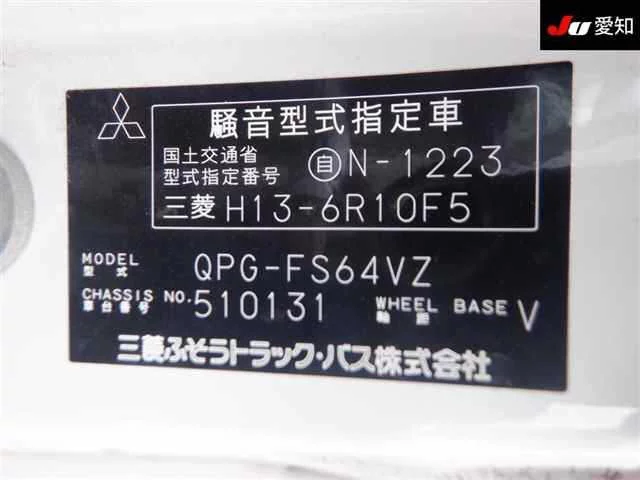 JU 愛知
騒音型式指定車
国土交通省
型式指定番号 自N-1223
三菱 H13-6R10F5
MODEL
型式 QPG-FS64VZ
CHASSIS NO.
車台番号 510131 WHEEL BASE
軸距 V
三菱ふそうトラック・バス株式会社